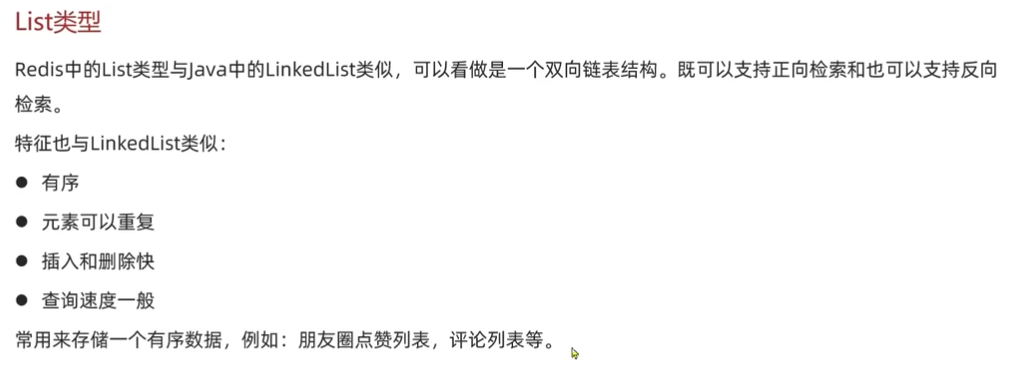 List类型
Redis中的List类型与Java中的LinkedList类似，可以看做是一个双向链表结构。既可以支持正向检索和也可以支持反向
检索。
特征也与LinkedList类似：
● 有序
● 元素可以重复
● 插入和删除快
● 查询速度一般
常用来存储一个有序数据，例如：朋友圈点赞列表，评论列表等。